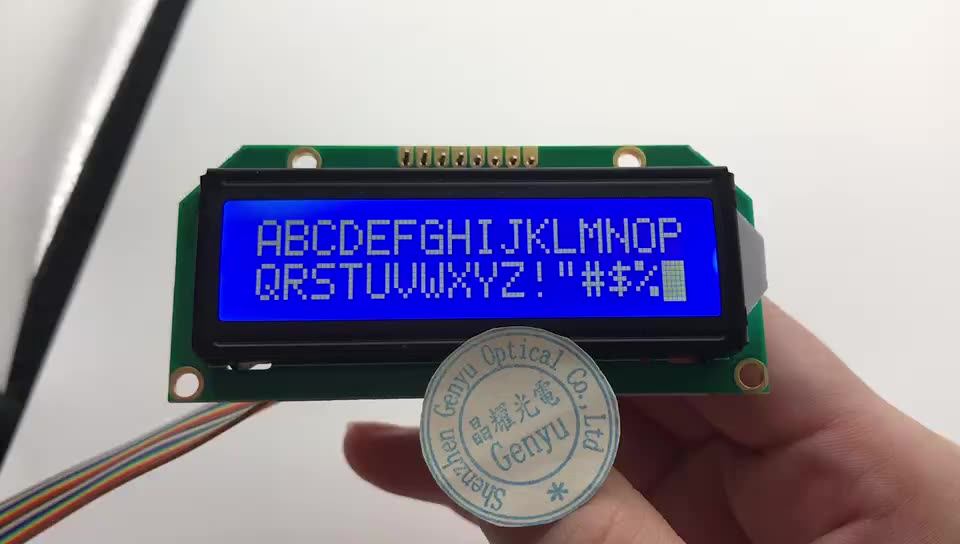 ABCDEFGHIJKLMNOP
QRSTUVWXYZ!"#$%█
Shenzhen Genyu Optical Co.,Ltd
晶耀光電
Genyu
*